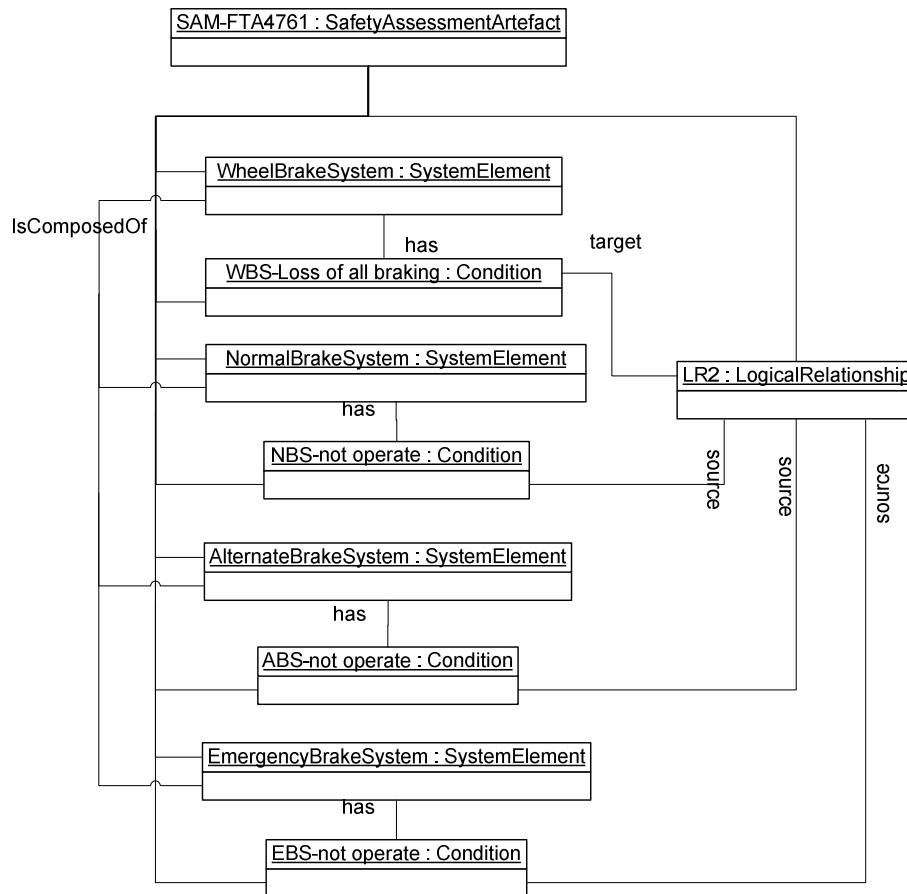 SAM-FTA4761 : SafetyAssessmentArtefact
WheelBrakeSystem : SystemElement
IsComposedOf
has
target
WBS-Loss of all braking : Condition
NormalBrakeSystem : SystemElement
LR2 : LogicalRelationship
has
NBS-not operate : Condition
source
source
source
AlternateBrakeSystem : SystemElement
has
ABS-not operate : Condition
EmergencyBrakeSystem : SystemElement
has
EBS-not operate : Condition